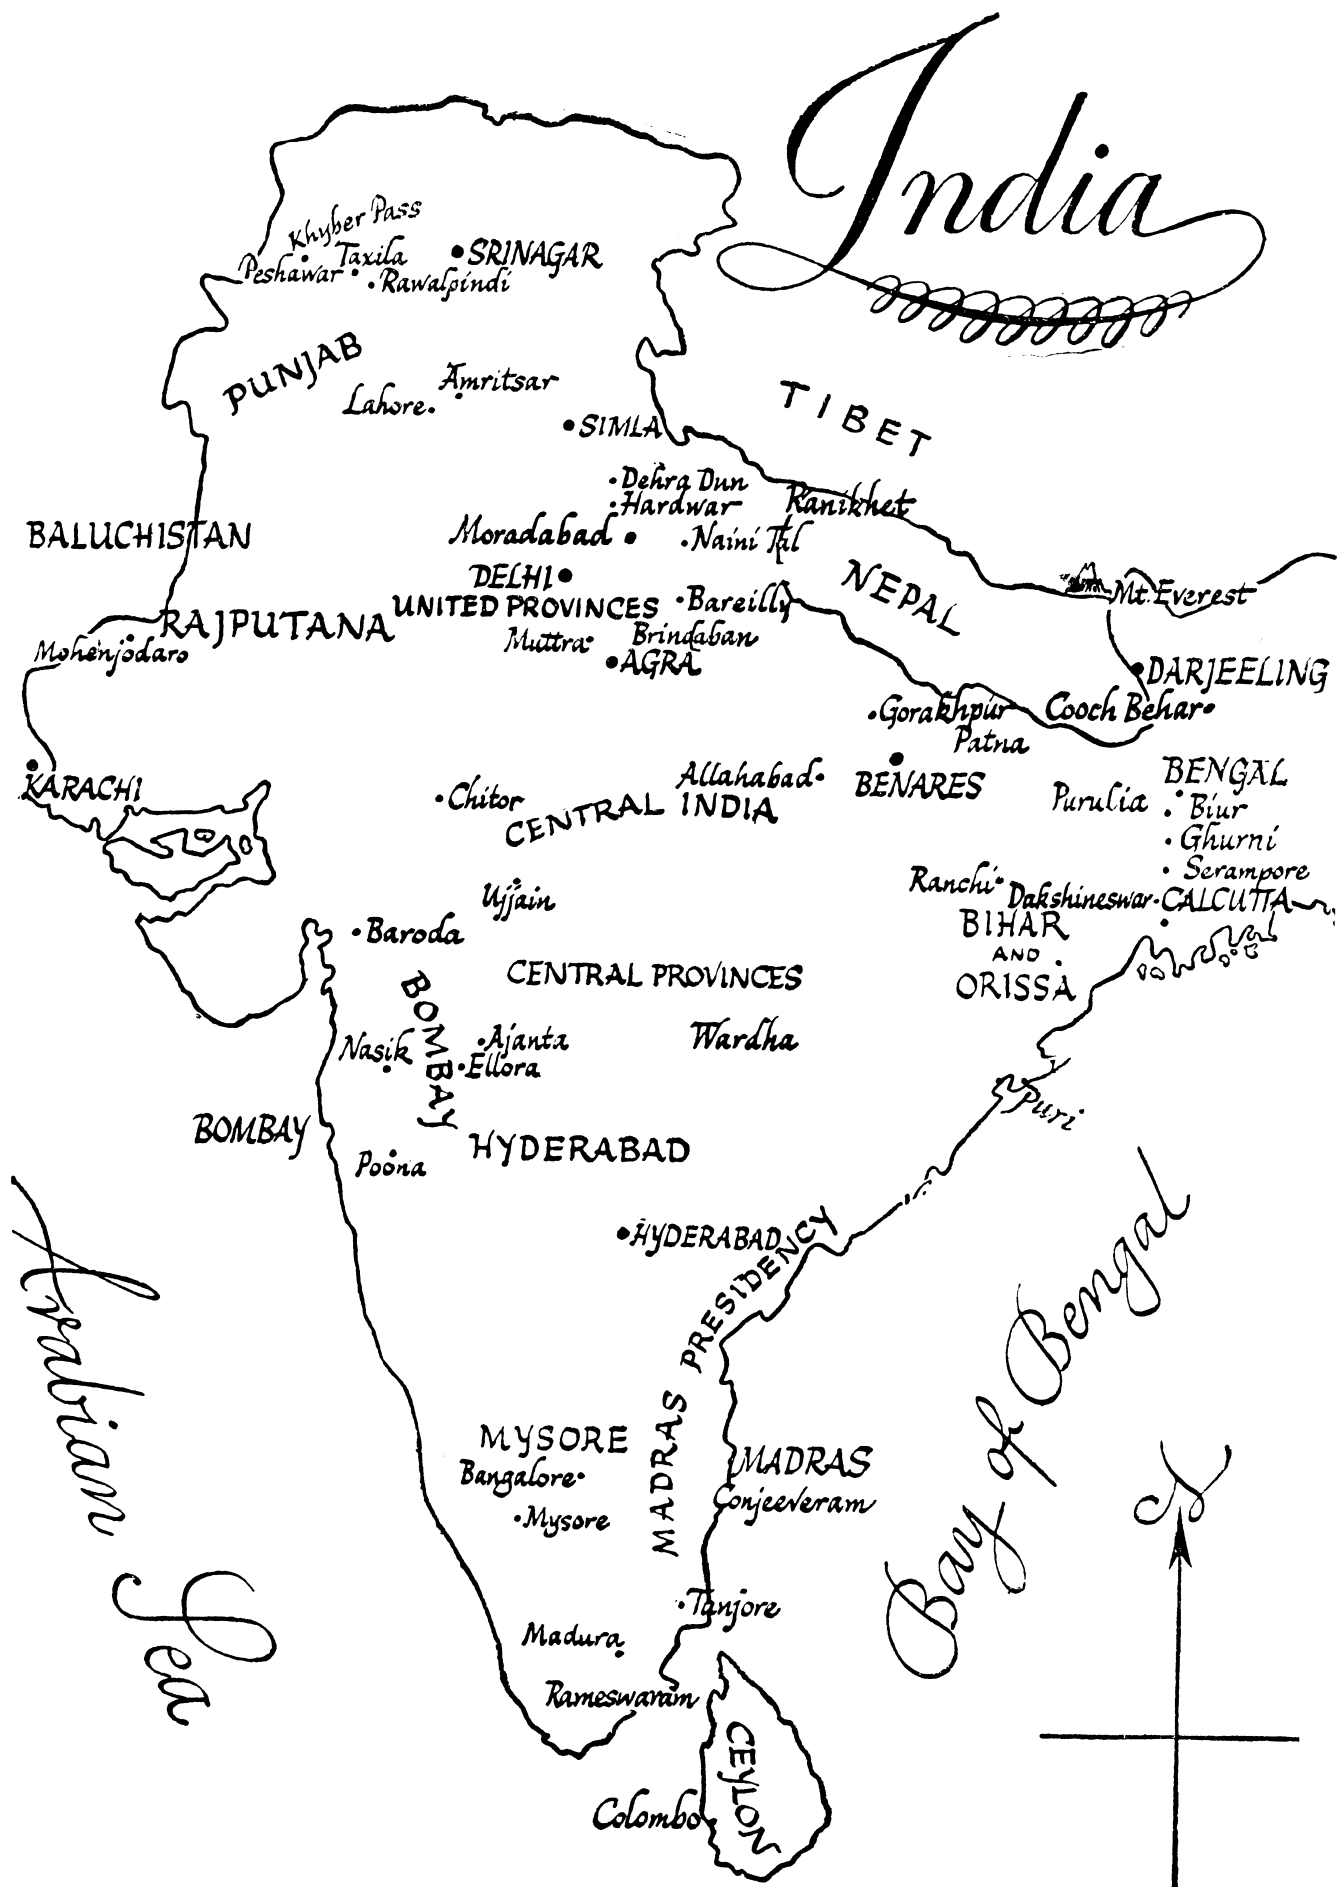 India
Khyber Pass
Taxila
SRINAGAR
Peshawar
Rawalpindi
PUNJAB
Amritsar
Lahore
SIMLA
TIBET
Dehra Dun
Hardwar
Ranikhet
BALUCHISTAN
Moradabad
Naini Tal
DELHI
NEPAL
Mt. Everest
UNITED PROVINCES
Bareilly
RAJPUTANA
Muttra
Brindaban
Mohenjodaro
AGRA
DARJEELING
Gorakhpur
Cooch Behar
Patna
KARACHI
Allahabad
BENARES
BENGAL
Chitor
CENTRAL INDIA
Purulia
Biur
Ghurni
Serampore
Ranchi
Ujjain
Dakshineswar
CALCUTTA
Baroda
BIHAR
AND
ORISSA
CENTRAL PROVINCES
BOMBAY
Nasik
Ajanta
Wardha
Ellora
Puri
BOMBAY
HYDERABAD
Poona
HYDERABAD
MADRAS PRESIDENCY
Arabian Sea
Bay of Bengal
MYSORE
MADRAS
Bangalore
Conjeeveram
Mysore
N
Tanjore
Madura
Rameswaram
CEYLON
Colombo